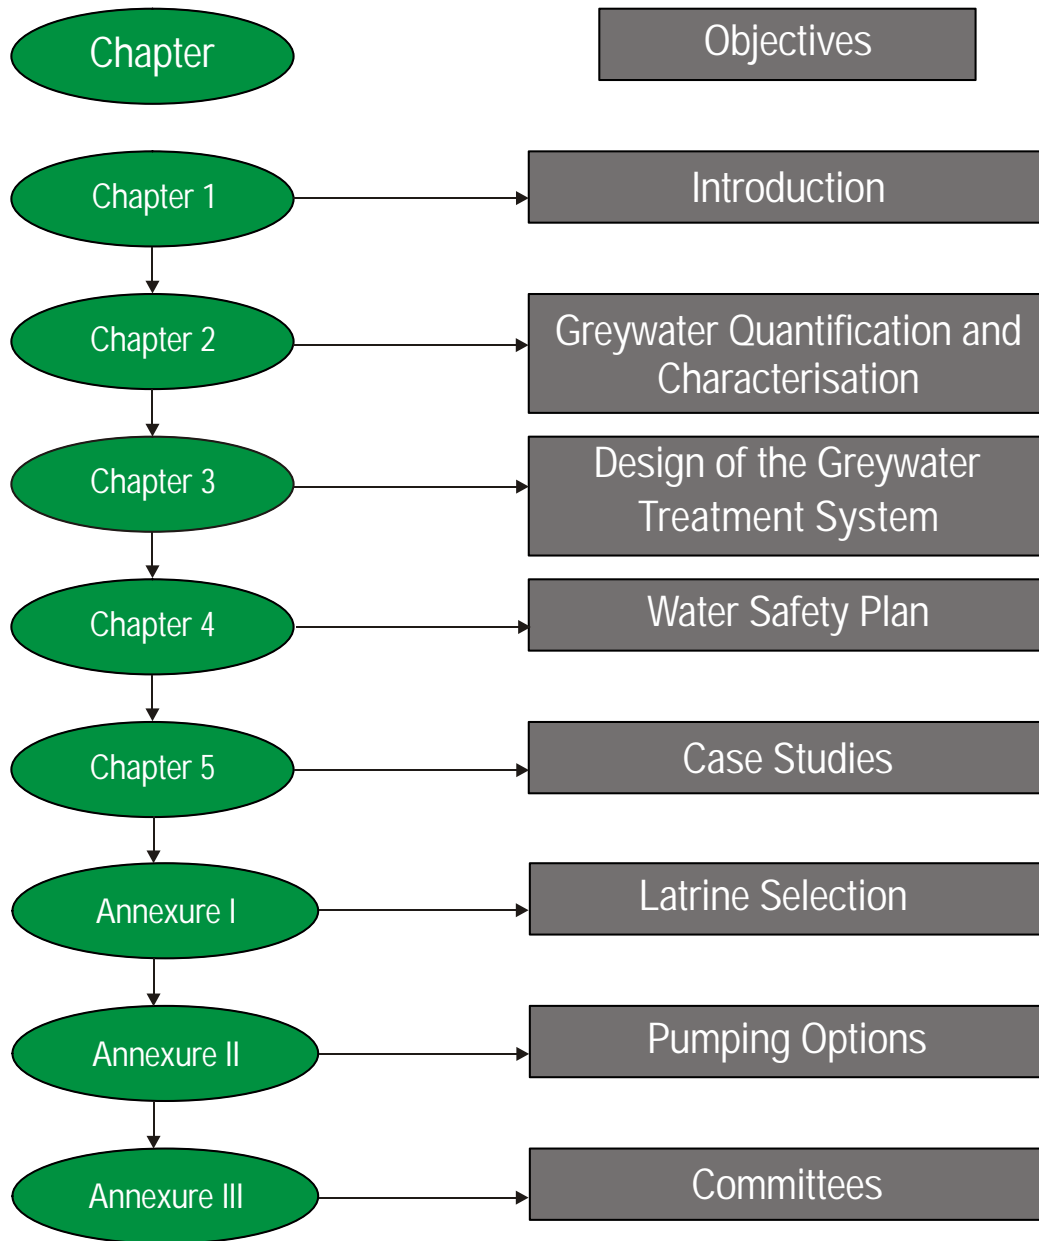 Chapter
Objectives
Chapter 1
Introduction
Chapter 2
Greywater Quantification and
Characterisation
Chapter 3
Design of the Greywater
Treatment System
Chapter 4
Water Safety Plan
Chapter 5
Case Studies
Annexure I
Latrine Selection
Annexure II
Pumping Options
Annexure III
Committees